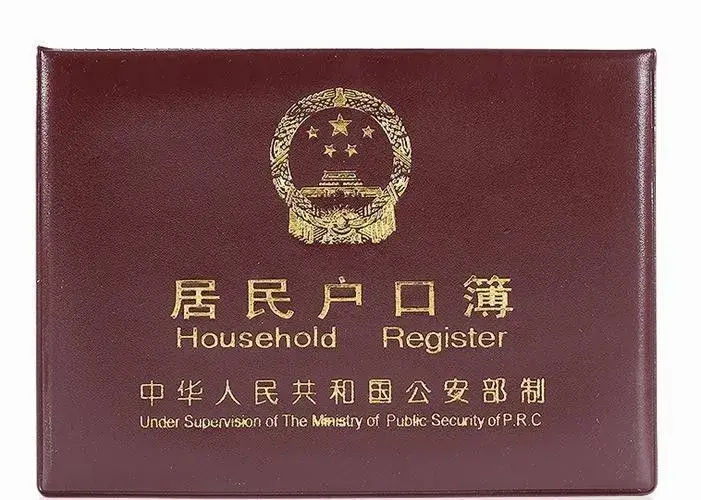 居民户口簿
Household Register
中华人民共和国公安部制
Under Supervision of The Ministry of Public Security of P.R.C